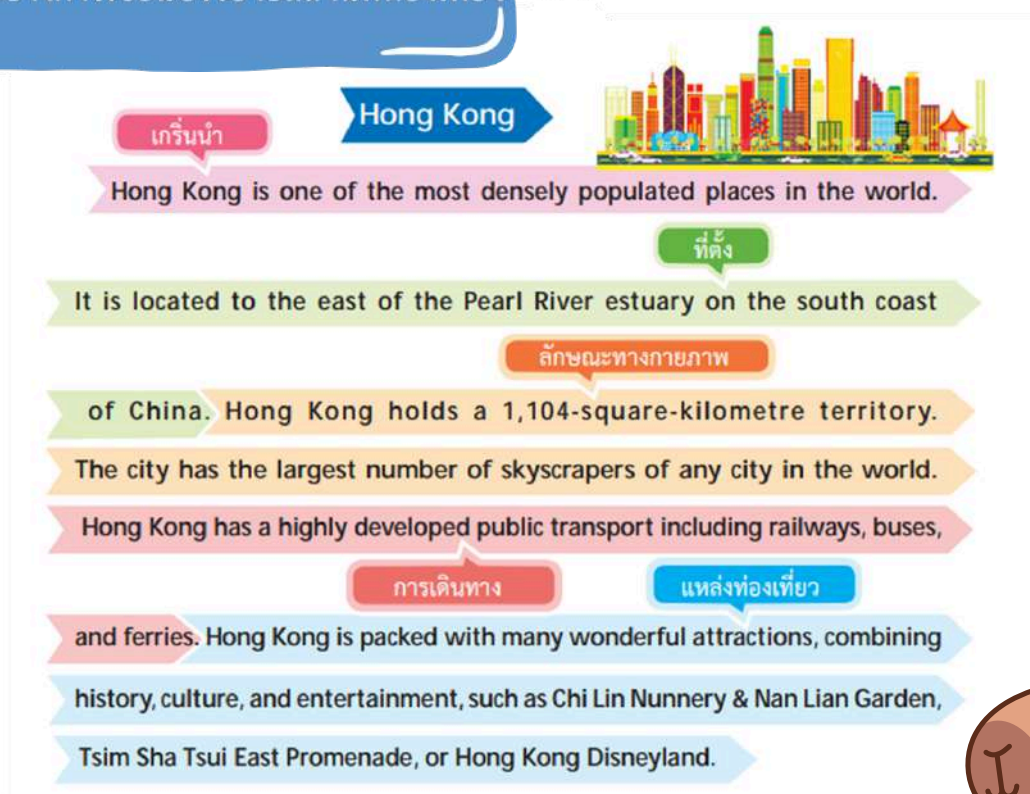 Hong Kong
เกริ่นนำ
Hong Kong is one of the most densely populated places in the world.
ที่ตั้ง
It is located to the east of the Pearl River estuary on the south coast
ลักษณะทางกายภาพ
of China. Hong Kong holds a 1,104-square-kilometre territory.
The city has the largest number of skyscrapers of any city in the world.
Hong Kong has a highly developed public transport including railways, buses,
การเดินทาง
แหล่งท่องเที่ยว
and ferries. Hong Kong is packed with many wonderful attractions, combining
history, culture, and entertainment, such as Chi Lin Nunnery & Nan Lian Garden,
Tsim Sha Tsui East Promenade, or Hong Kong Disneyland.